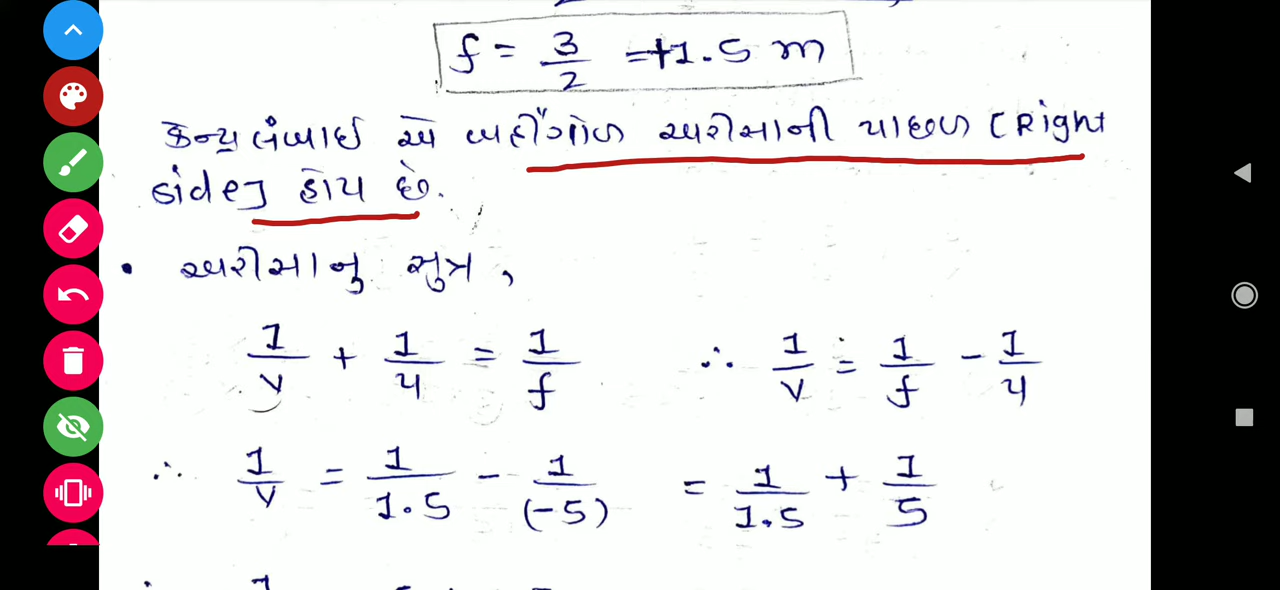 f = 3/2 = +1.5 m
કેન્દ્ર લંબાઈ એ બહીર્ગોળ અરીસાની પાછળ [Right
side] હોય છે.
• અરીસાનુ સુત્ર,
1/v + 1/u = 1/f ∴ 1/v = 1/f - 1/u
∴ 1/v = 1/1.5 - 1/(-5) = 1/1.5 + 1/5